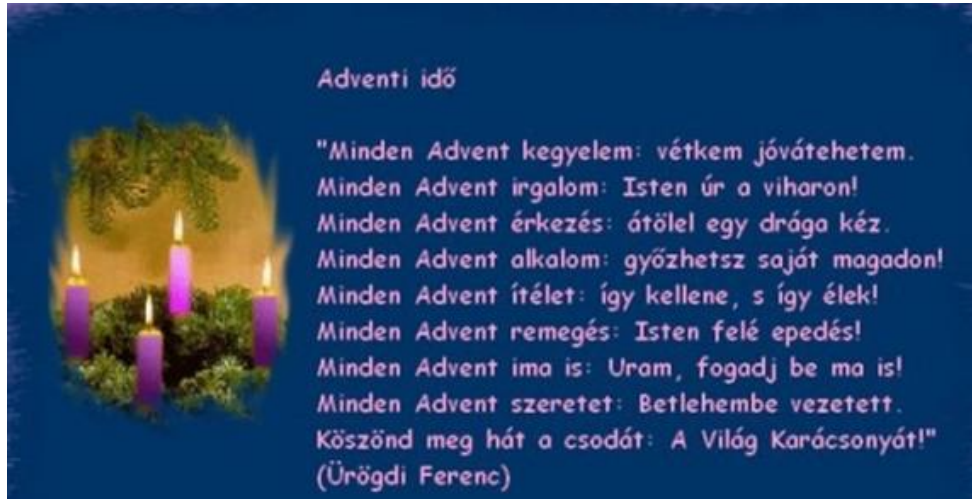 Adventi idő
"Minden Advent kegyelem: vétkem jóvátehetem.
Minden Advent irgalom: Isten úr a viharon!
Minden Advent érkezés: átölel egy drága kéz.
Minden Advent alkalom: győzhetsz saját magadon!
Minden Advent ítélet: így kellene, s így élek!
Minden Advent remegés: Isten felé epedés!
Minden Advent ima is: Uram, fogadj be ma is!
Minden Advent szeretet: Betlehembe vezetett.
Köszönd meg hát a csodát: A Világ Karácsonyát!"
(Ürögdi Ferenc)